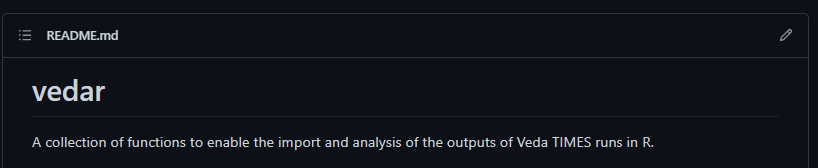 README.md
vedar
A collection of functions to enable the import and analysis of the outputs of Veda TIMES runs in R.